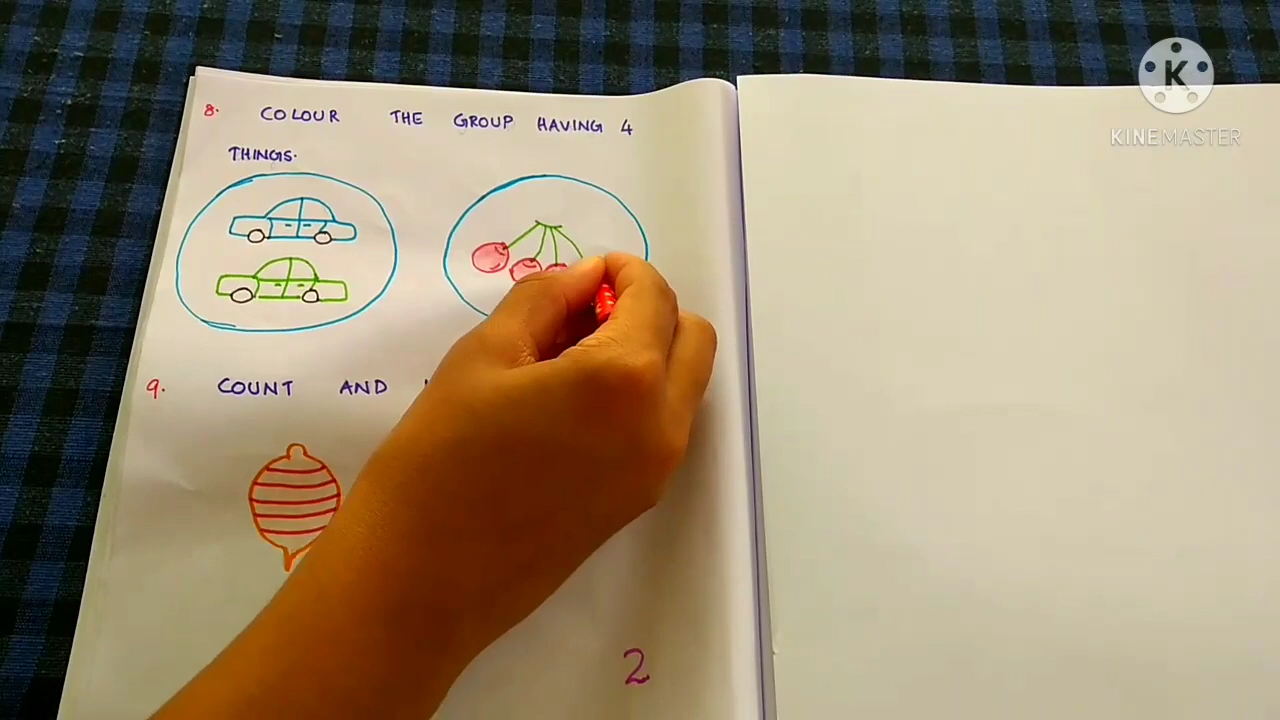 8. COLOUR THE GROUP HAVING 4
THINGS.
9. COUNT AND
2
K
KINEMASTER